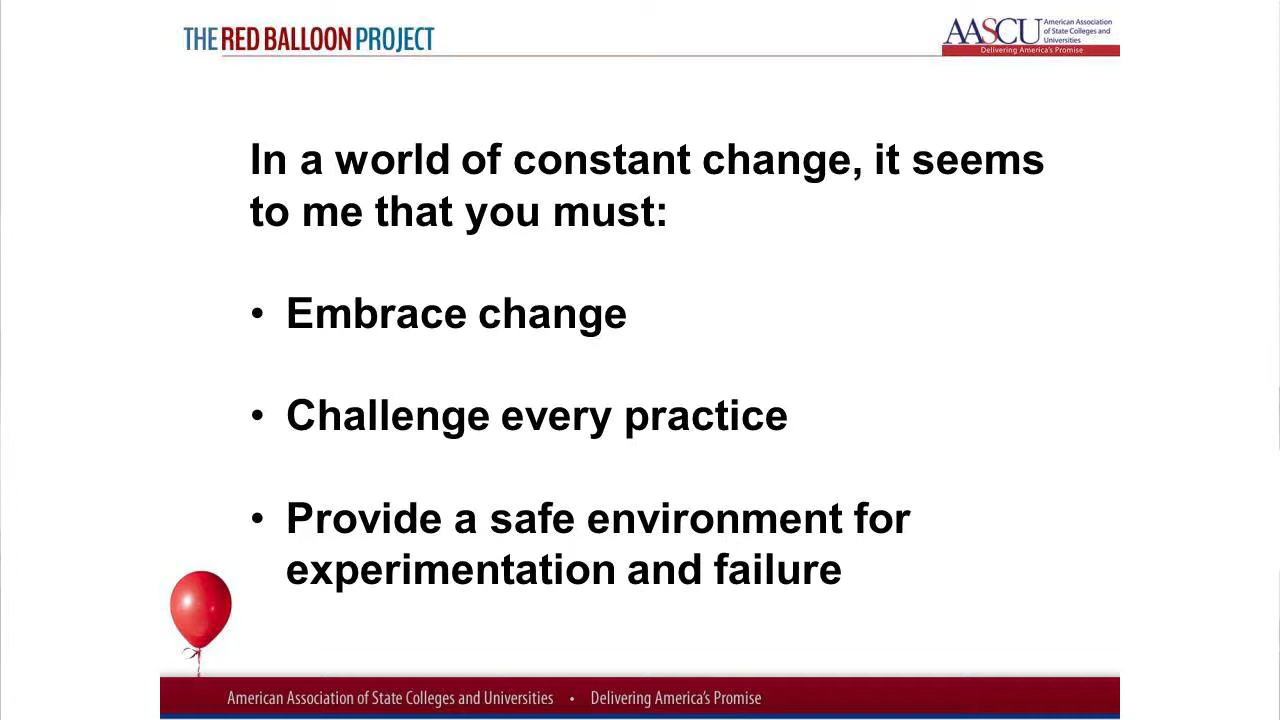 THE RED BALLOON PROJECT
AASCU
American Association
of State Colleges and
Universities
Delivering America's Promise
In a world of constant change, it seems
to me that you must:
• Embrace change
• Challenge every practice
• Provide a safe environment for
experimentation and failure
American Association of State Colleges and Universities • Delivering America's Promise